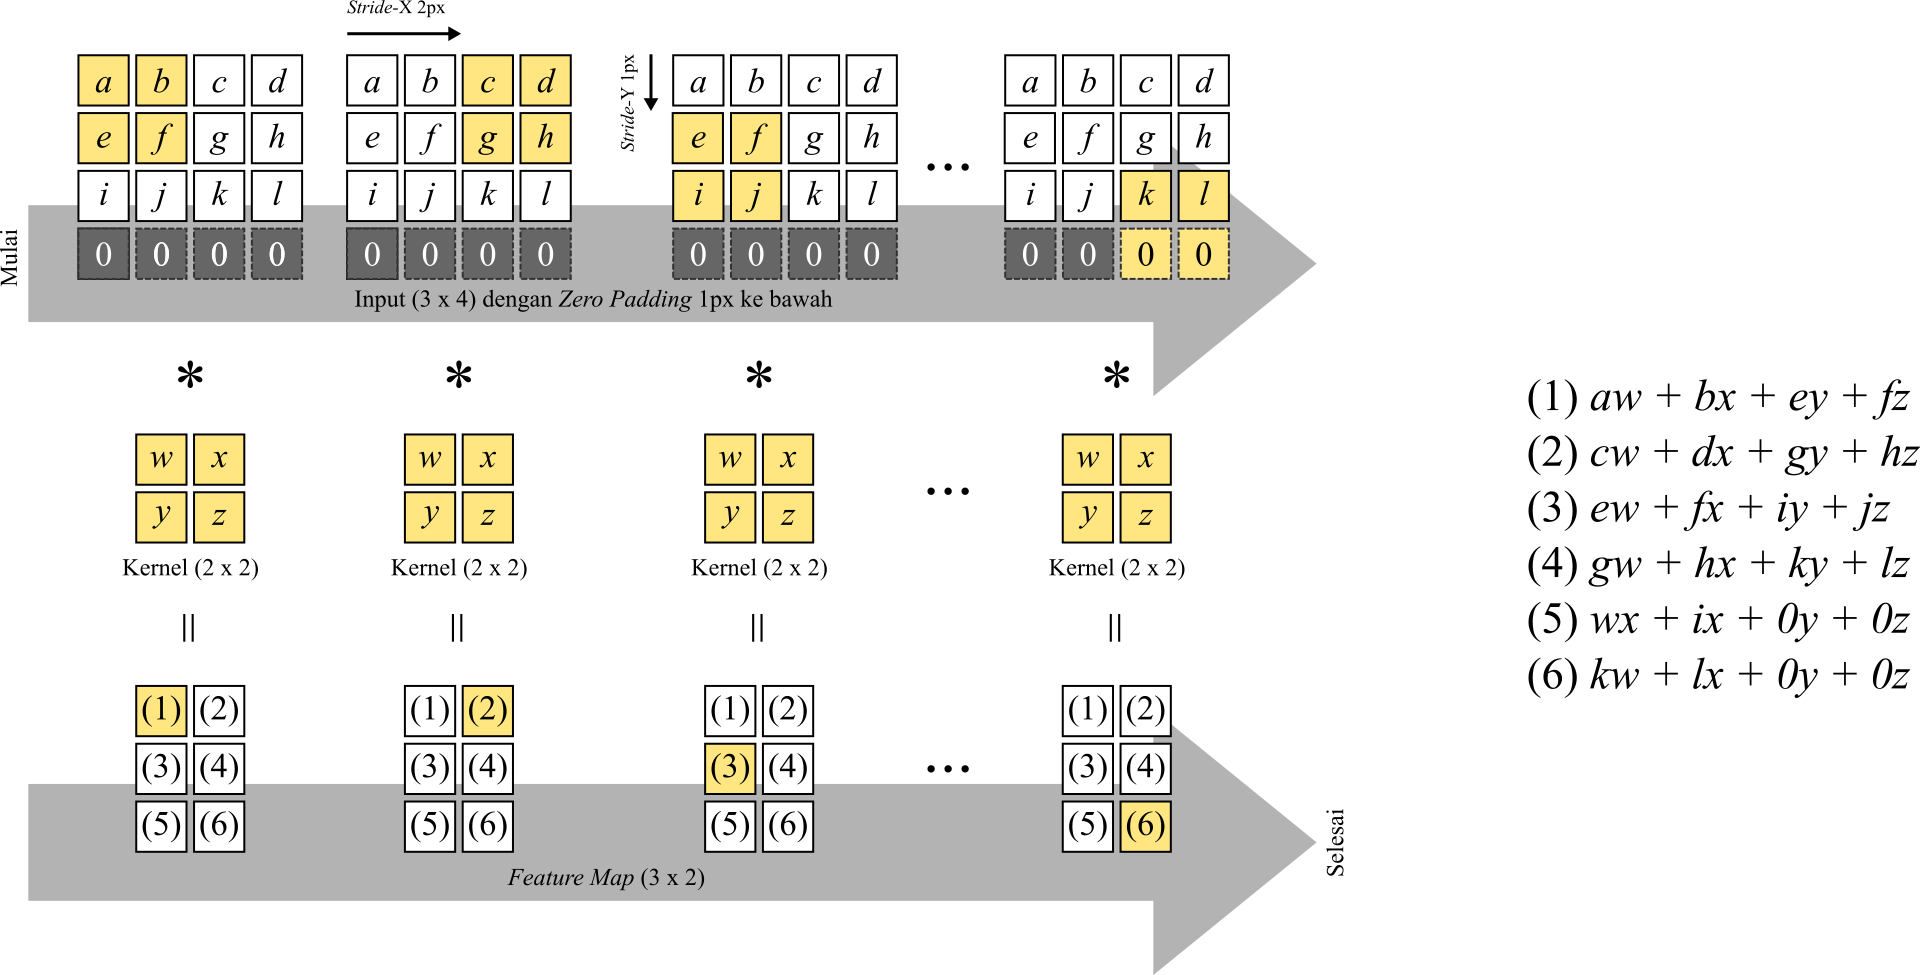 Stride-X 2px
Stride-Y 1px
a b c d a b c d a b c d a b c d
e f g h e f g h e f g h e f g h
...
i j k l i j k l i j k l i j k l
0 0 0 0 0 0 0 0 0 0 0 0 0 0 0 0
Mulai
Input (3 x 4) dengan Zero Padding 1px ke bawah
* * * *
w x w x w x w x
...
y z y z y z y z
Kernel (2 x 2) Kernel (2 x 2) Kernel (2 x 2) Kernel (2 x 2)
= = = =
(1) (2) (1) (2) (1) (2) (1) (2)
(3) (4) (3) (4) (3) (4) ... (3) (4)
(5) (6) (5) (6) (5) (6) (5) (6)
Feature Map (3 x 2)
Selesai
(1) aw + bx + ey + fz
(2) cw + dx + gy + hz
(3) ew + fx + iy + jz
(4) gw + hx + ky + lz
(5) wx + ix + 0y + 0z
(6) kw + lx + 0y + 0z